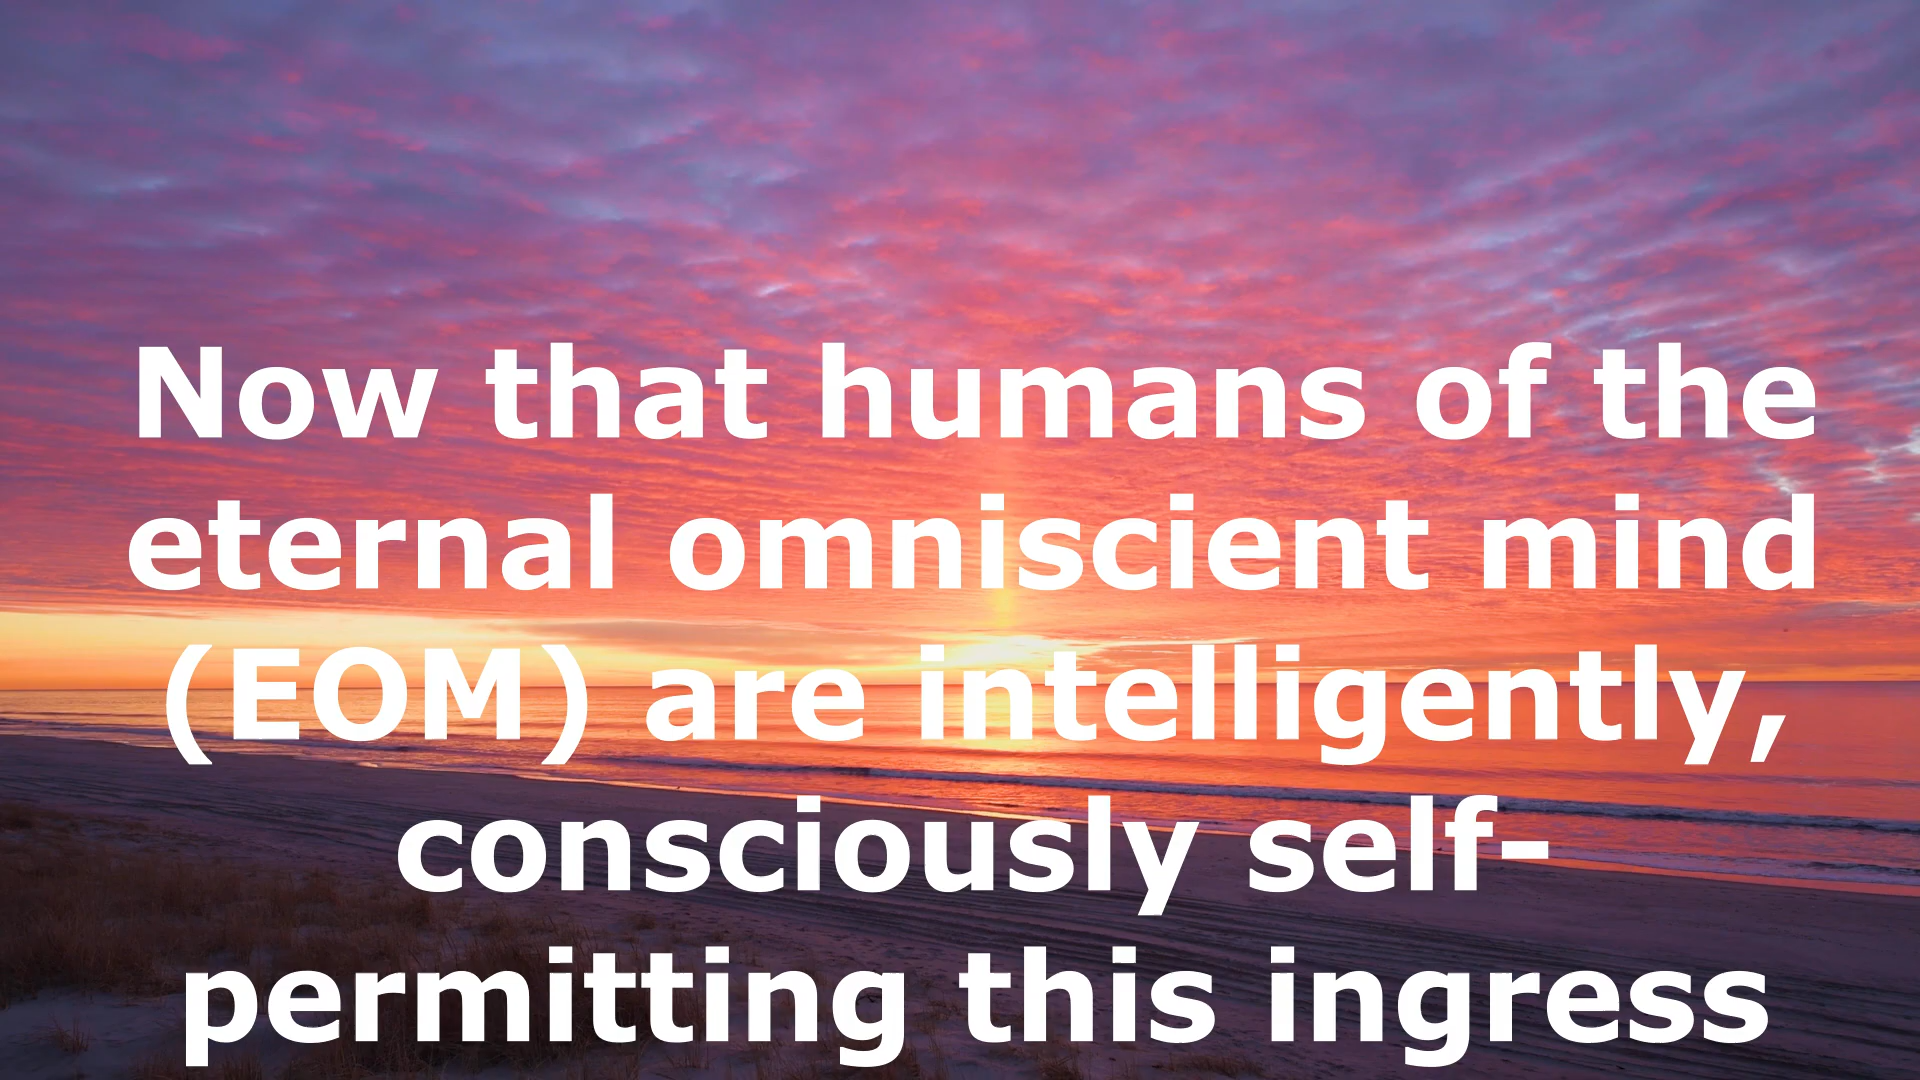 Now that humans of the
eternal omniscient mind
(EOM) are intelligently,
consciously self-
permitting this ingress